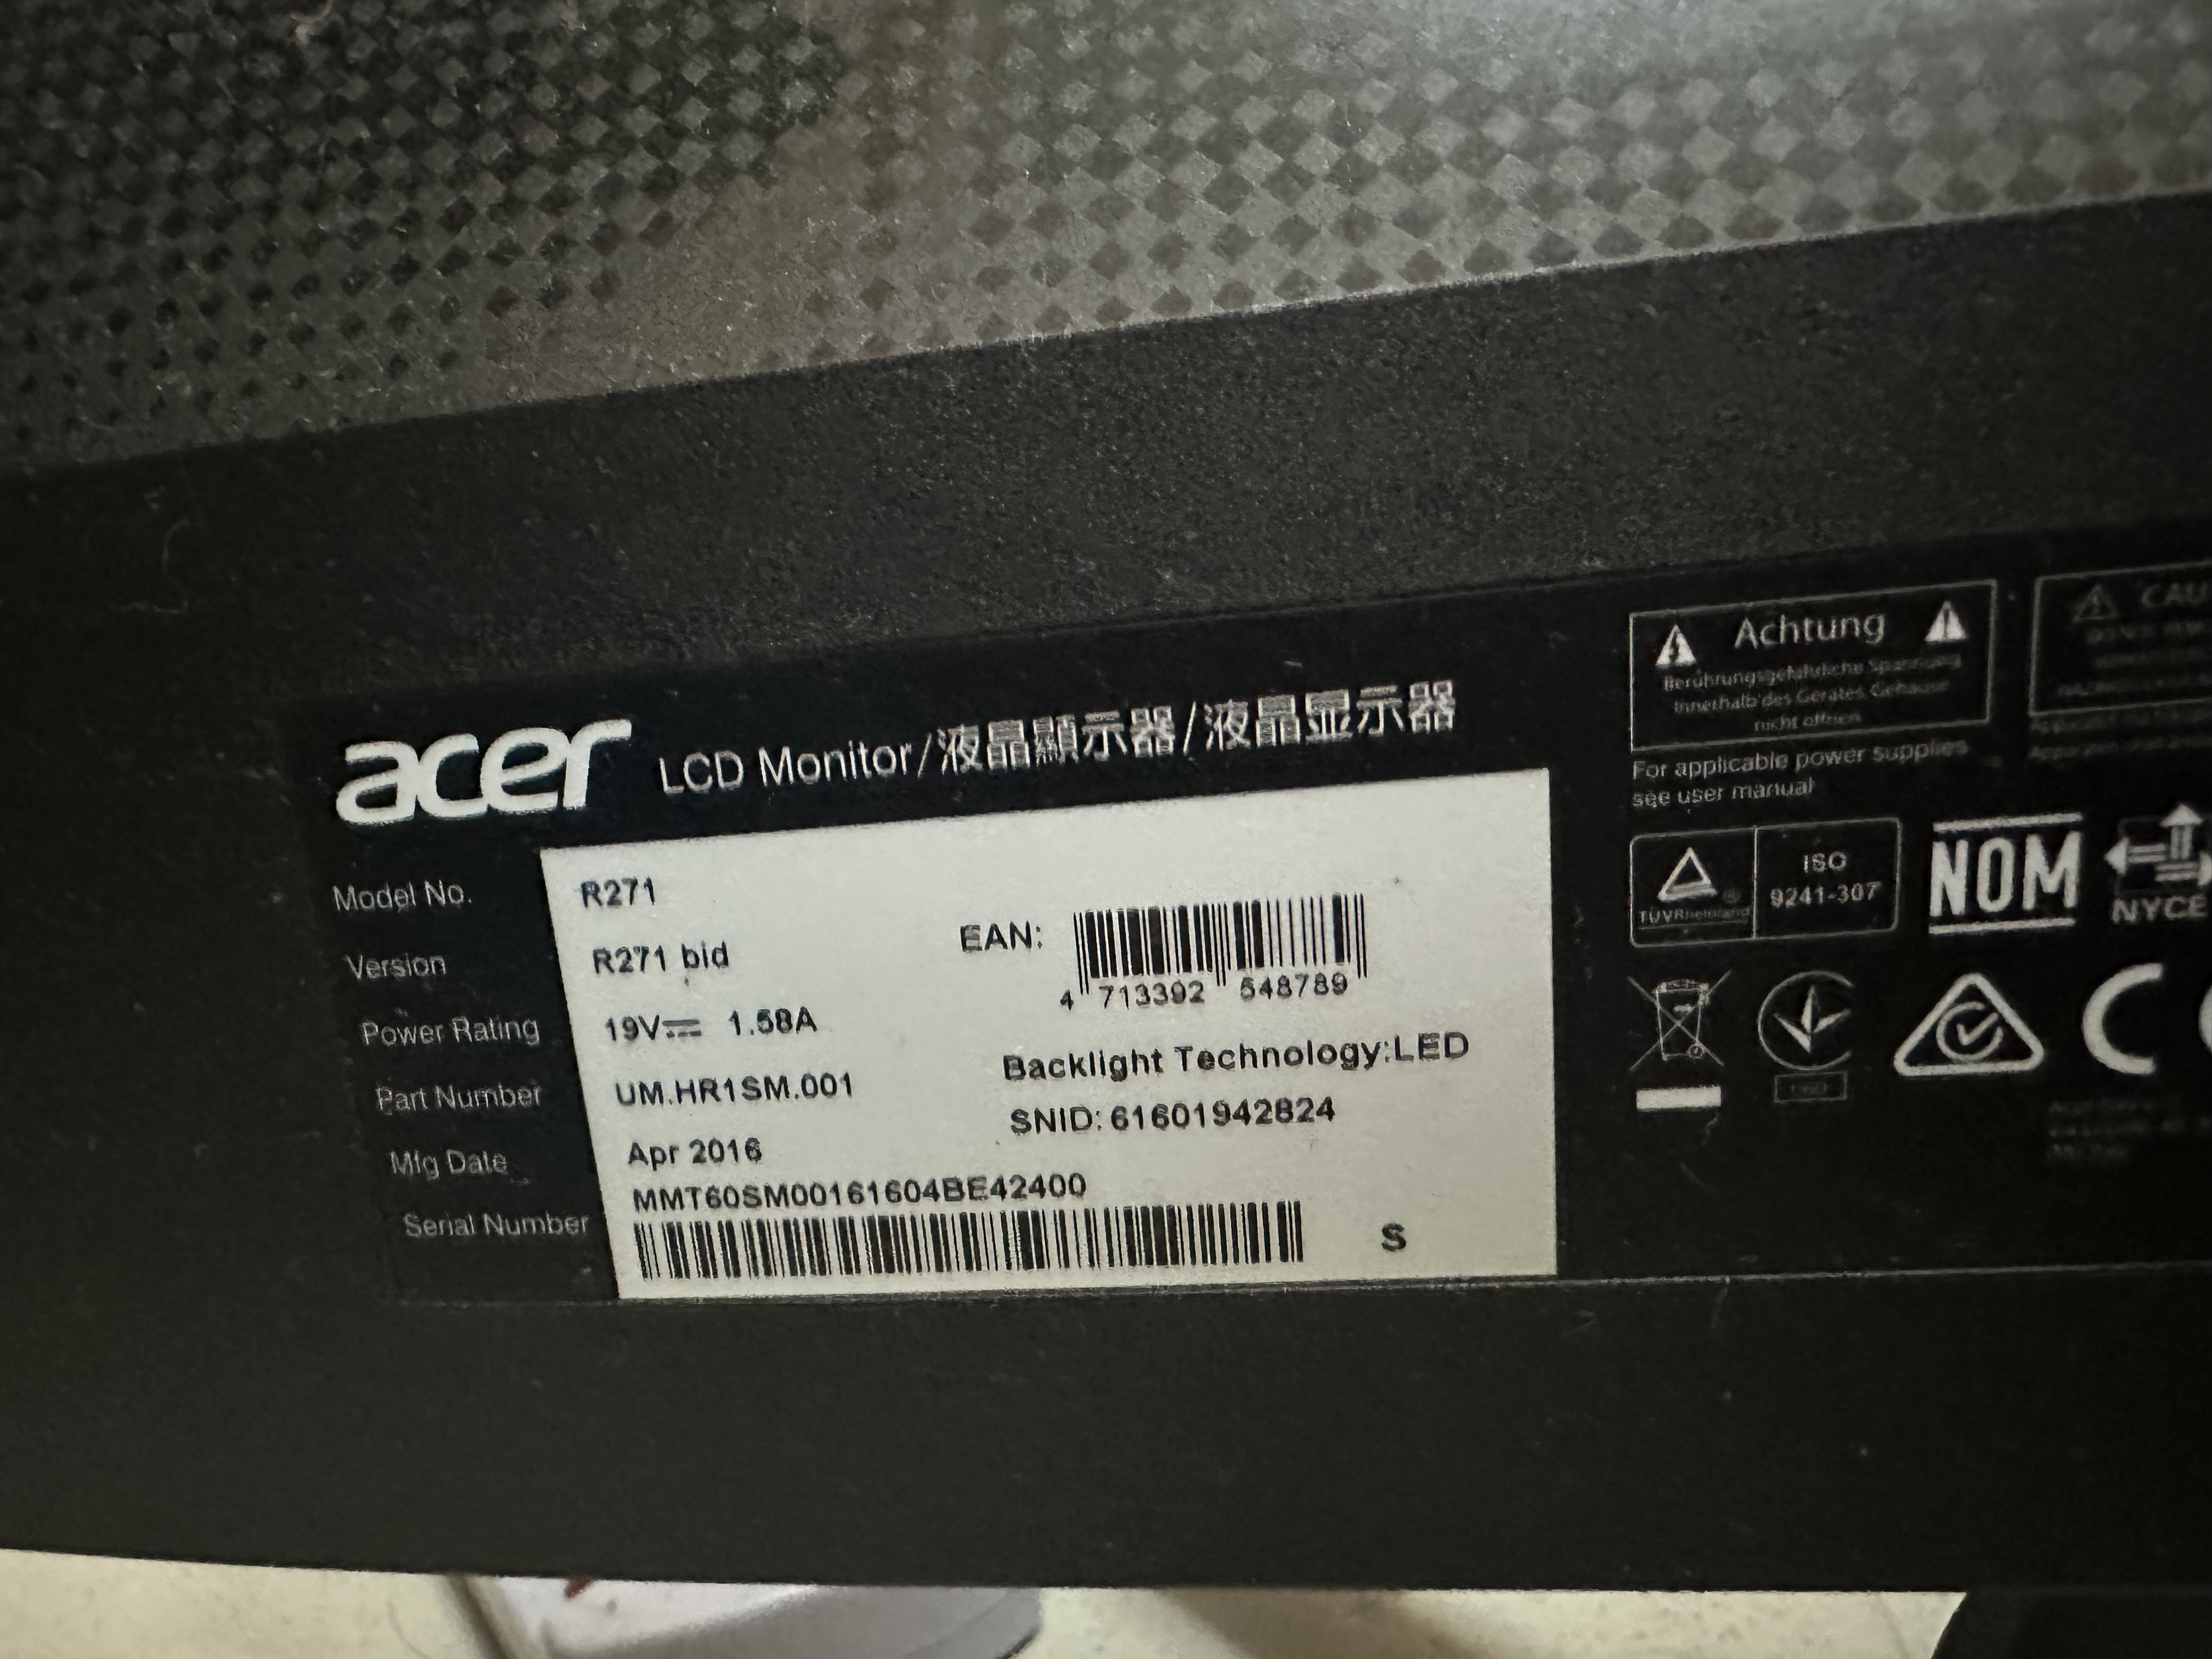 acer LCD Monitor/液晶顯示器/液晶显示器
Model No. R271
Version R271 bid
Power Rating 19V 1.58A
Part Number UM.HR1SM.001
Mfg Date Apr 2016
Serial Number MMT60SM00161604BE42400
EAN:
4 713392 548789
Backlight Technology:LED
SNID: 61601942824
S
Achtung
Berührungsgefährliche Spannung
Innerhalb des Gerätes Gehäuse
nicht öffnen
For applicable power supplies
see user manual
TÜVRheinland
ISO
9241-307
NOM
NYCE
CAU